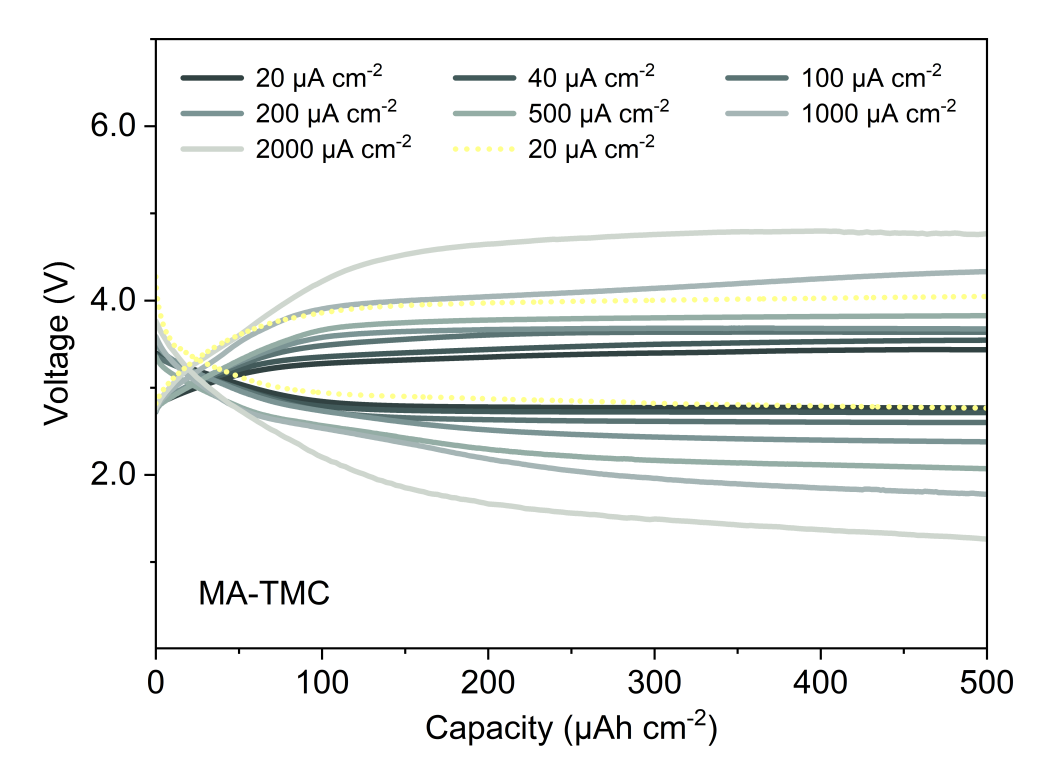 20 µA cm⁻² 40 µA cm⁻² 100 µA cm⁻²
200 µA cm⁻² 500 µA cm⁻² 1000 µA cm⁻²
2000 µA cm⁻² 20 µA cm⁻²
6.0
4.0
2.0
Voltage (V)
MA-TMC
0 100 200 300 400 500
Capacity (µAh cm⁻²)